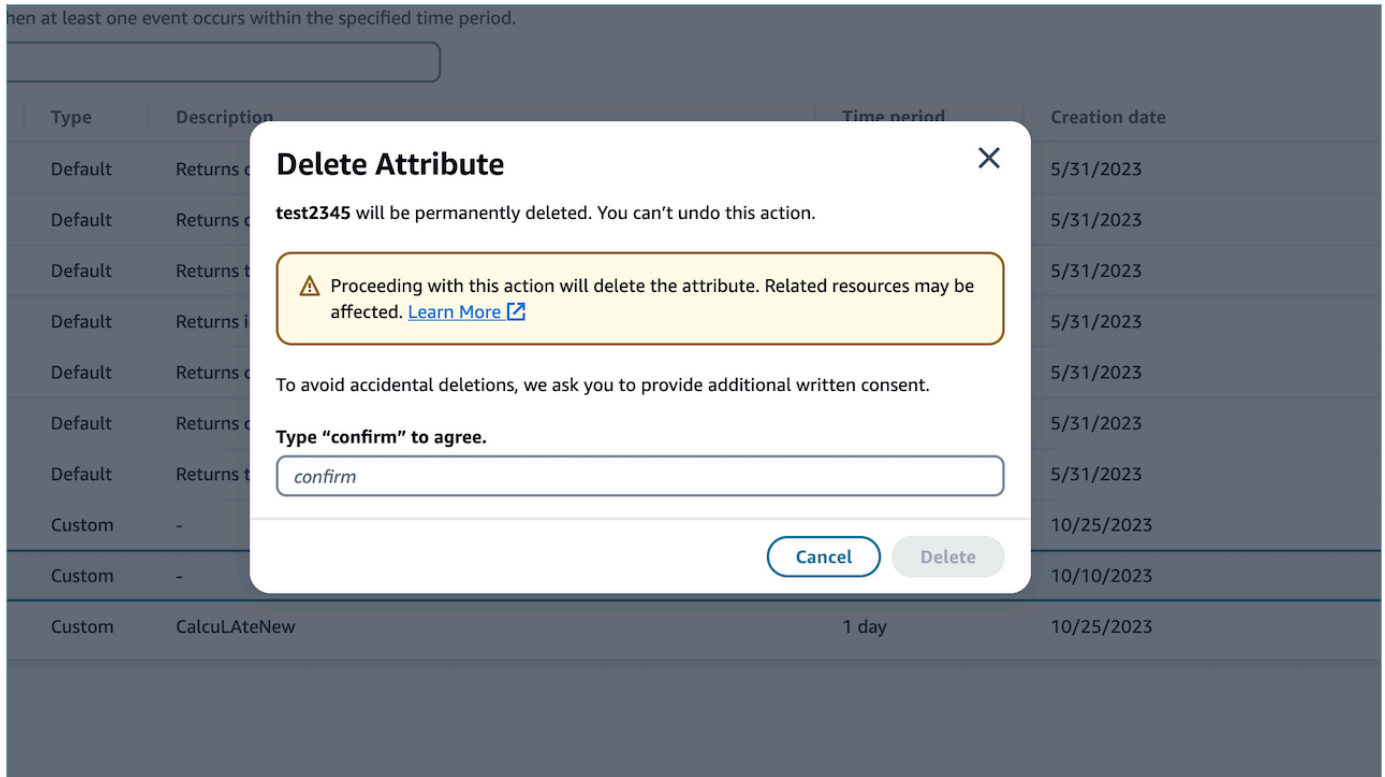 hen at least one event occurs within the specified time period.
Type Description Time period Creation date
Default Returns 5/31/2023
Default Returns 5/31/2023
Default Returns 5/31/2023
Default Returns 5/31/2023
Default Returns 5/31/2023
Default Returns 5/31/2023
Default Returns 5/31/2023
Custom - 10/25/2023
Custom - 10/10/2023
Custom CalcuLAteNew 1 day 10/25/2023
Delete Attribute
test2345 will be permanently deleted. You can’t undo this action.
Proceeding with this action will delete the attribute. Related resources may be
affected. Learn More
To avoid accidental deletions, we ask you to provide additional written consent.
Type “confirm” to agree.
confirm
Cancel Delete